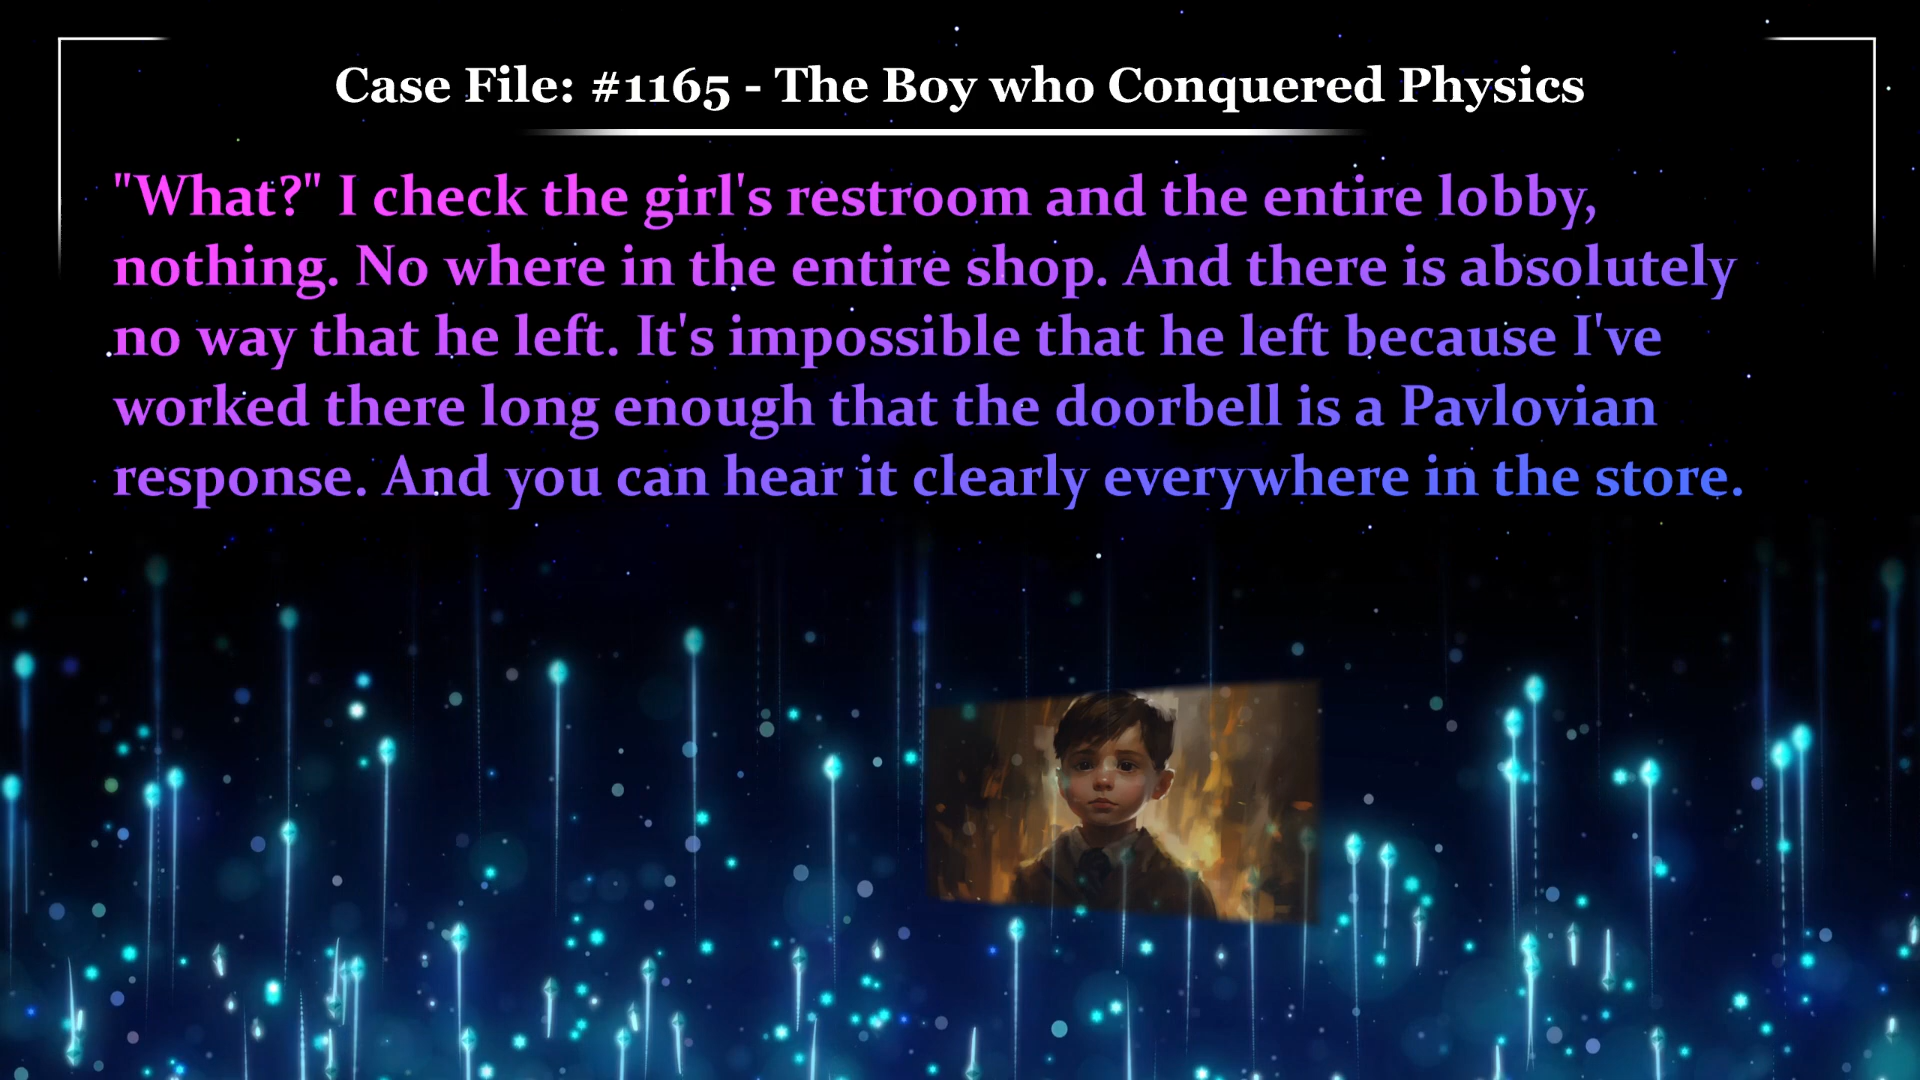 Case File: #1165 - The Boy who Conquered Physics
"What?" I check the girl's restroom and the entire lobby,
nothing. No where in the entire shop. And there is absolutely
no way that he left. It's impossible that he left because I've
worked there long enough that the doorbell is a Pavlovian
response. And you can hear it clearly everywhere in the store.